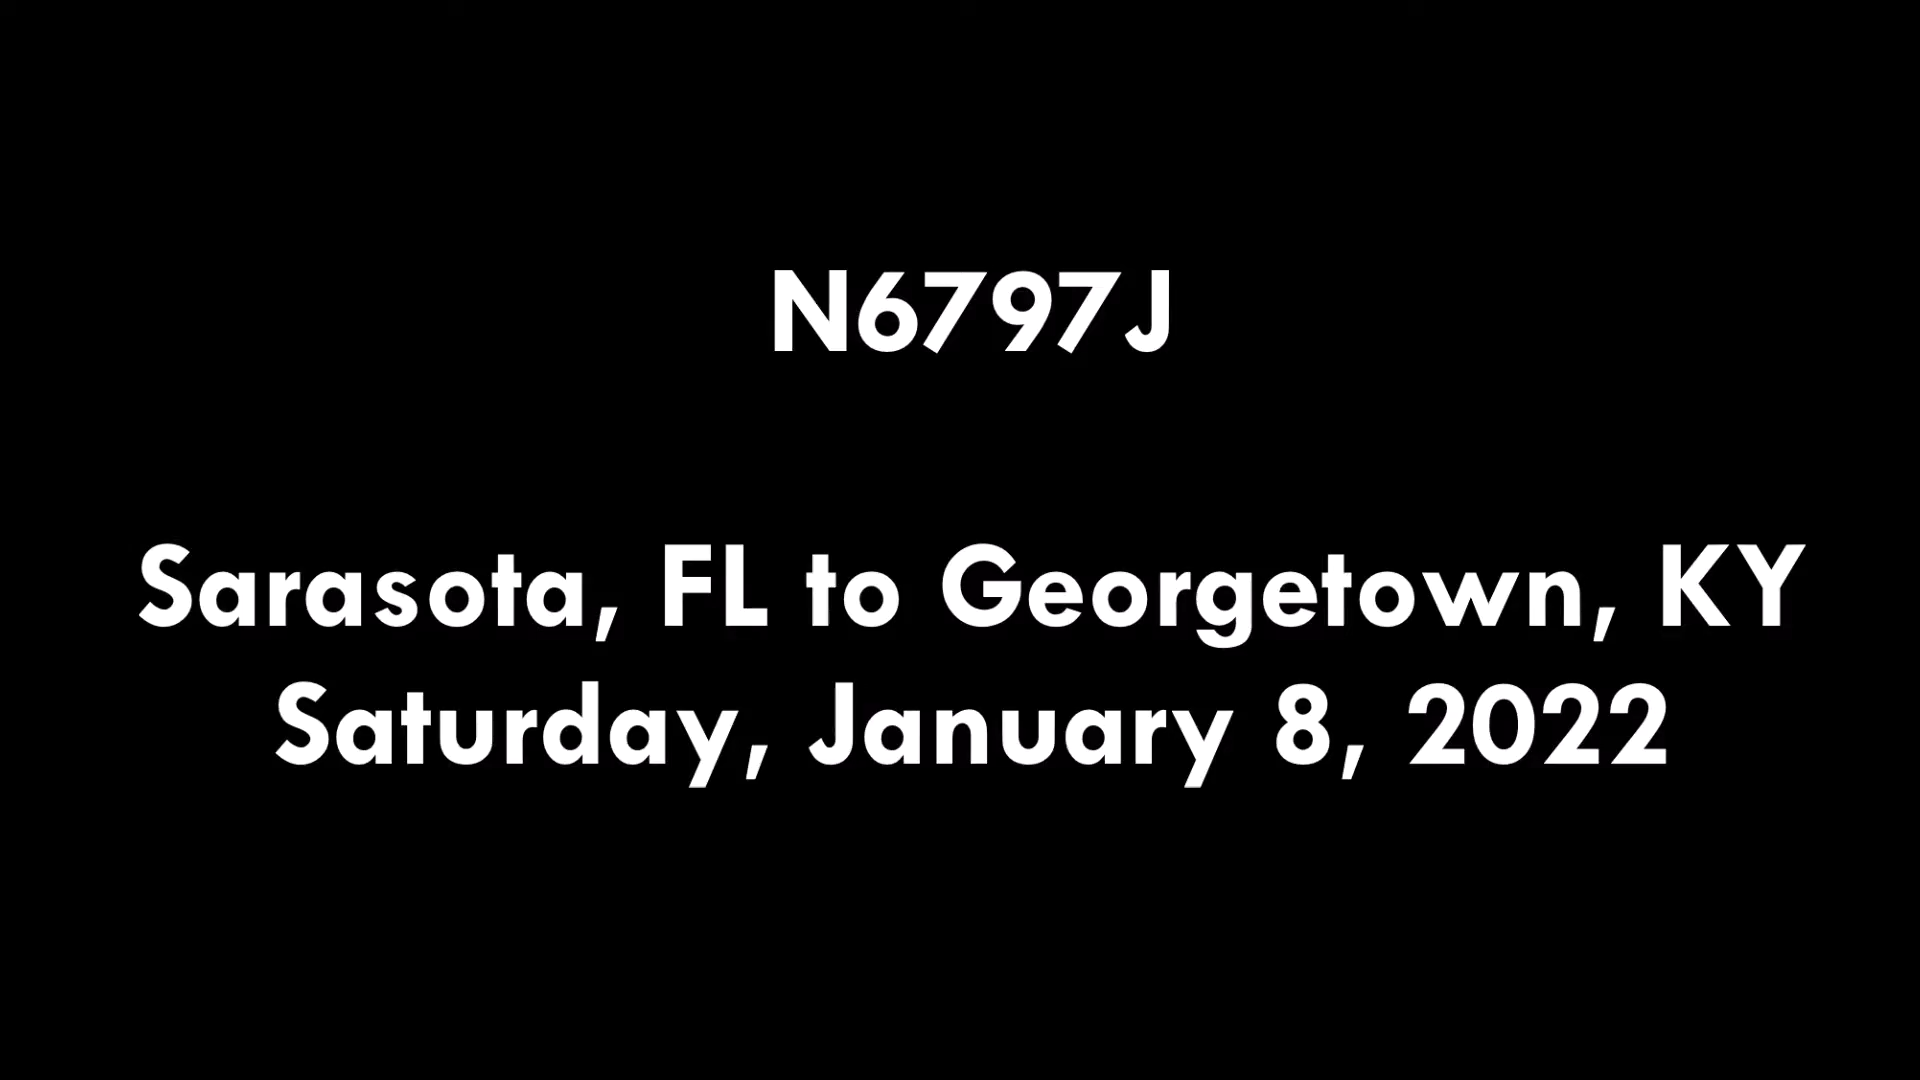 N6797J
Sarasota, FL to Georgetown, KY
Saturday, January 8, 2022